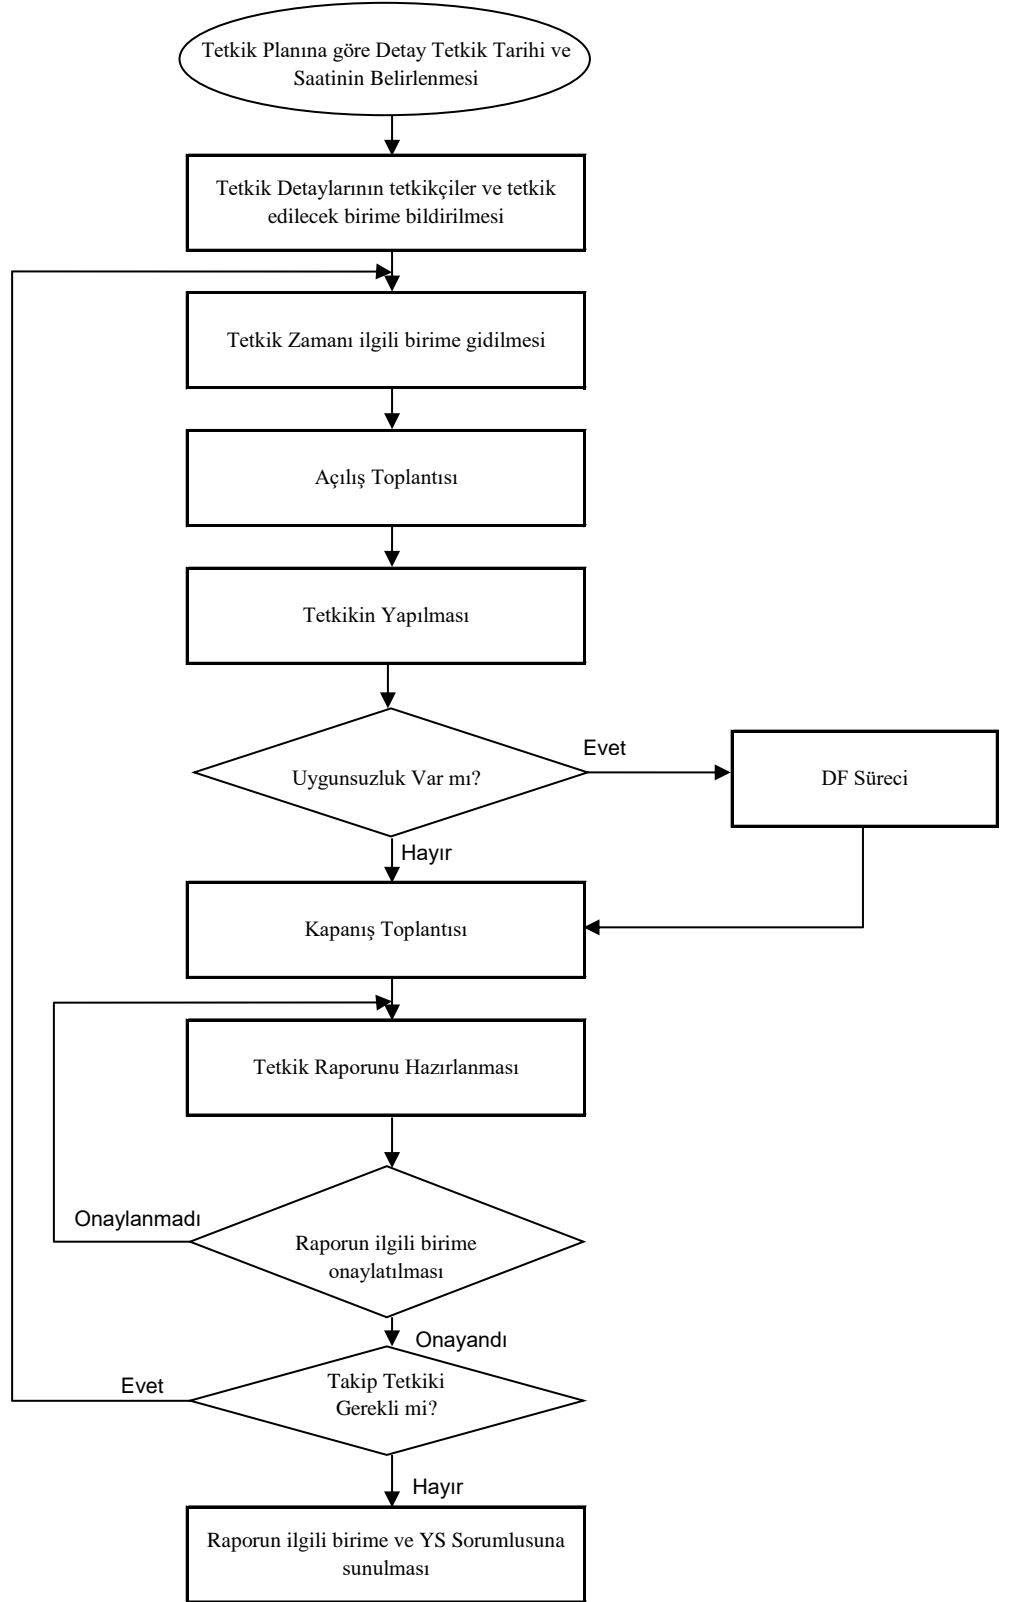 Tetkik Planına göre Detay Tetkik Tarihi ve
Saatinin Belirlenmesi
Tetkik Detaylarının tetkikçiler ve tetkik
edilecek birime bildirilmesi
Tetkik Zamanı ilgili birime gidilmesi
Açılış Toplantısı
Tetkikin Yapılması
Uygunsuzluk Var mı?
Evet
DF Süreci
Hayır
Kapanış Toplantısı
Tetkik Raporunu Hazırlanması
Onaylanmadı
Raporun ilgili birime
onaylatılması
Onayandı
Evet
Takip Tetkiki
Gerekli mi?
Hayır
Raporun ilgili birime ve YS Sorumlusuna
sunulması